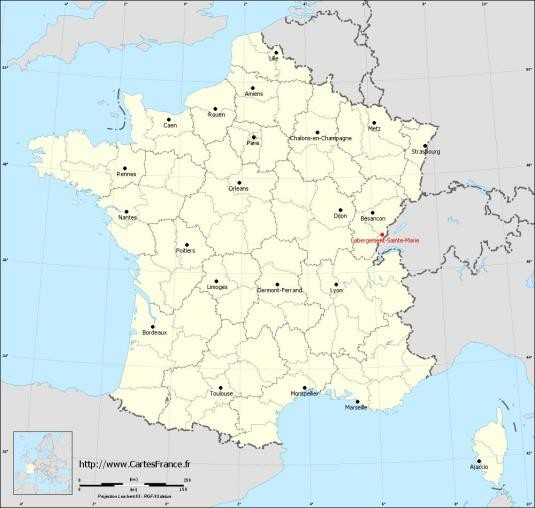 Lille
Amiens
Rouen
Caen
Metz
Chalons-en-Champagne
Paris
Strasbourg
Rennes
Orleans
Nantes
Dijon
Besancon
Labergement-Sainte-Marie
Poitiers
Limoges
Clermont-Ferrand
Lyon
Bordeaux
Toulouse
Montpellier
Marseille
Ajaccio
http://www.CartesFrance.fr